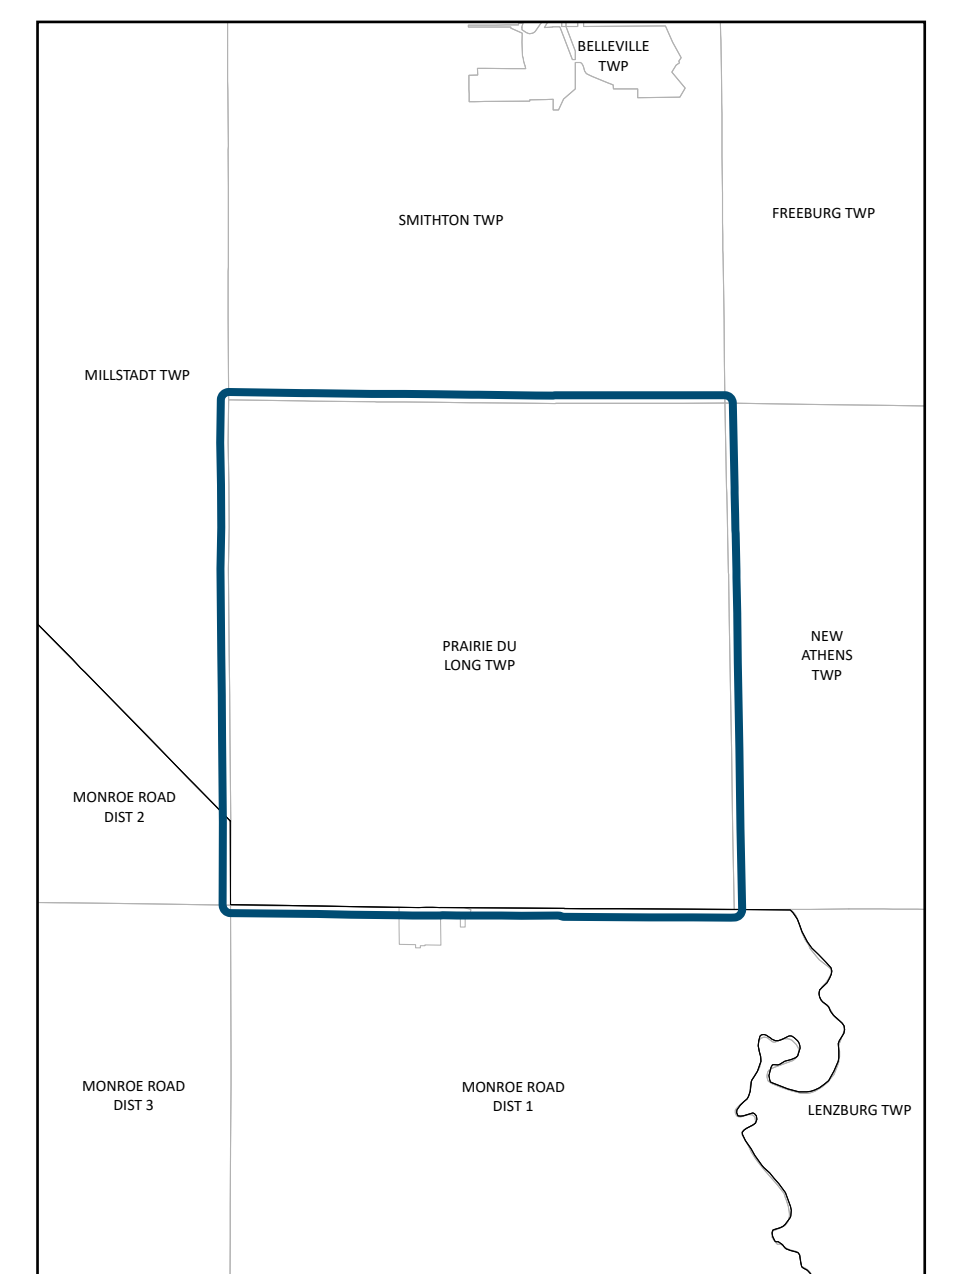 BELLEVILLE
TWP
SMITHTON TWP
FREEBURG TWP
MILLSTADT TWP
PRAIRIE DU
LONG TWP
NEW
ATHENS
TWP
MONROE ROAD
DIST 2
MONROE ROAD
DIST 3
MONROE ROAD
DIST 1
LENZBURG TWP